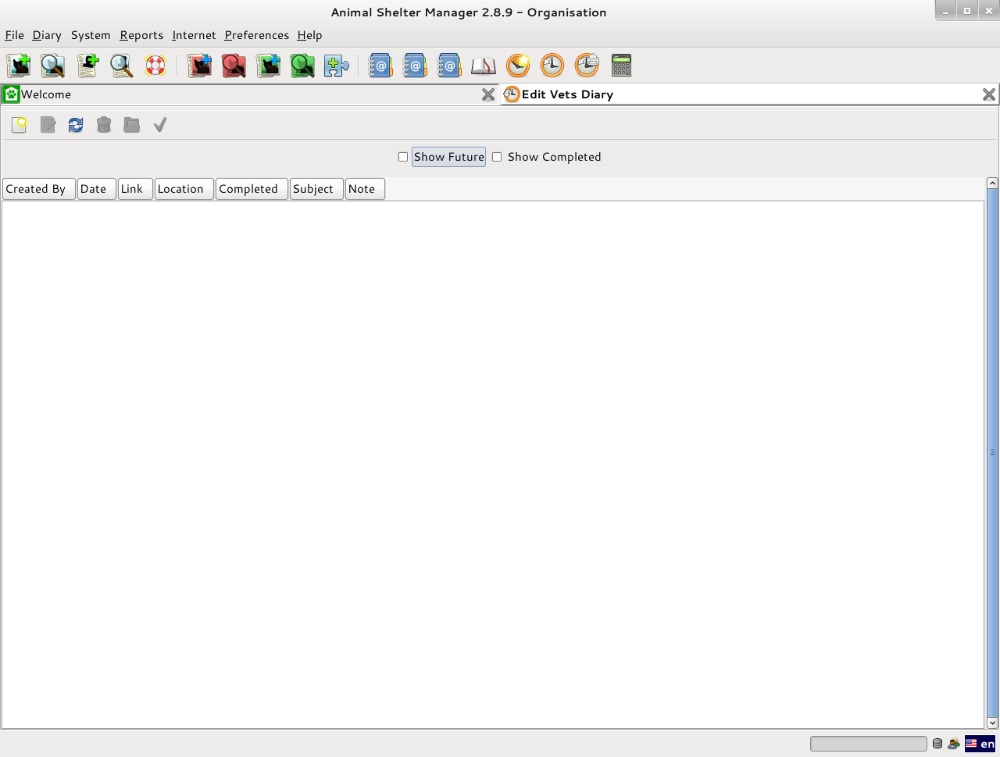 Animal Shelter Manager 2.8.9 - Organisation
File Diary System Reports Internet Preferences Help
Welcome Edit Vets Diary
Show Future Show Completed
Created By Date Link Location Completed Subject Note
en